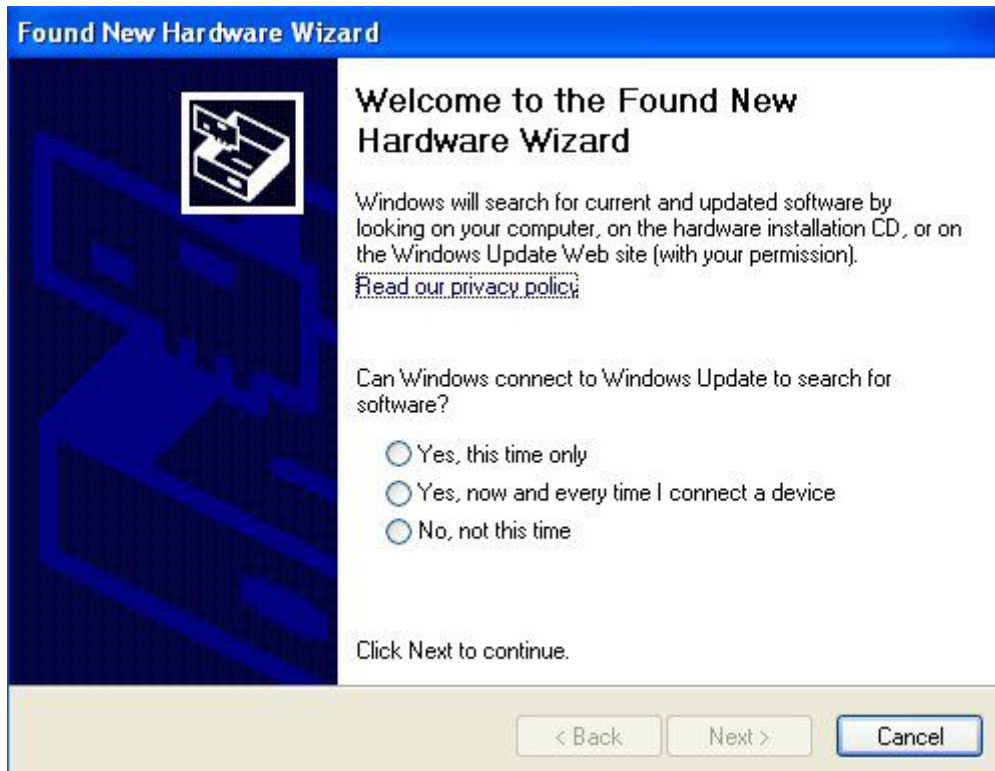 Found New Hardware Wizard
Welcome to the Found New
Hardware Wizard
Windows will search for current and updated software by
looking on your computer, on the hardware installation CD, or on
the Windows Update Web site (with your permission).
Read our privacy policy
Can Windows connect to Windows Update to search for
software?
Yes, this time only
Yes, now and every time I connect a device
No, not this time
Click Next to continue.
< Back
Next >
Cancel